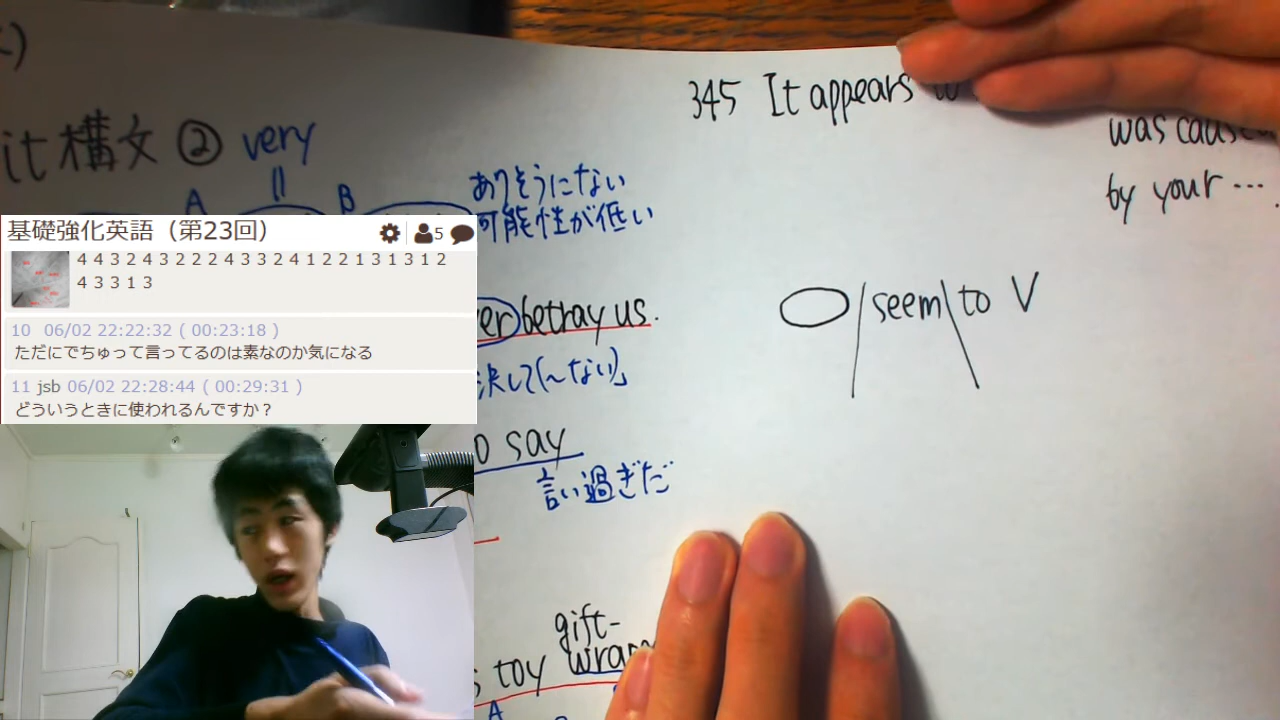 it構文 ② very
A
B
ありそうにない
可能性が低い
er betray us.
決して(〜ない)」
o say
言い過ぎだ
gift-
s toy wrap
A
345 It appears to
was caused
by your ….
seem to V
基礎強化英語（第23回）
5
4 4 3 2 4 3 2 2 2 4 3 3 2 4 1 2 2 1 3 1 3 1 2
4 3 3 1 3
10 06/02 22:22:32 ( 00:23:18 )
ただにでちゅって言ってるのは素なのか気になる
11 jsb 06/02 22:28:44 ( 00:29:31 )
どういうときに使われるんですか？